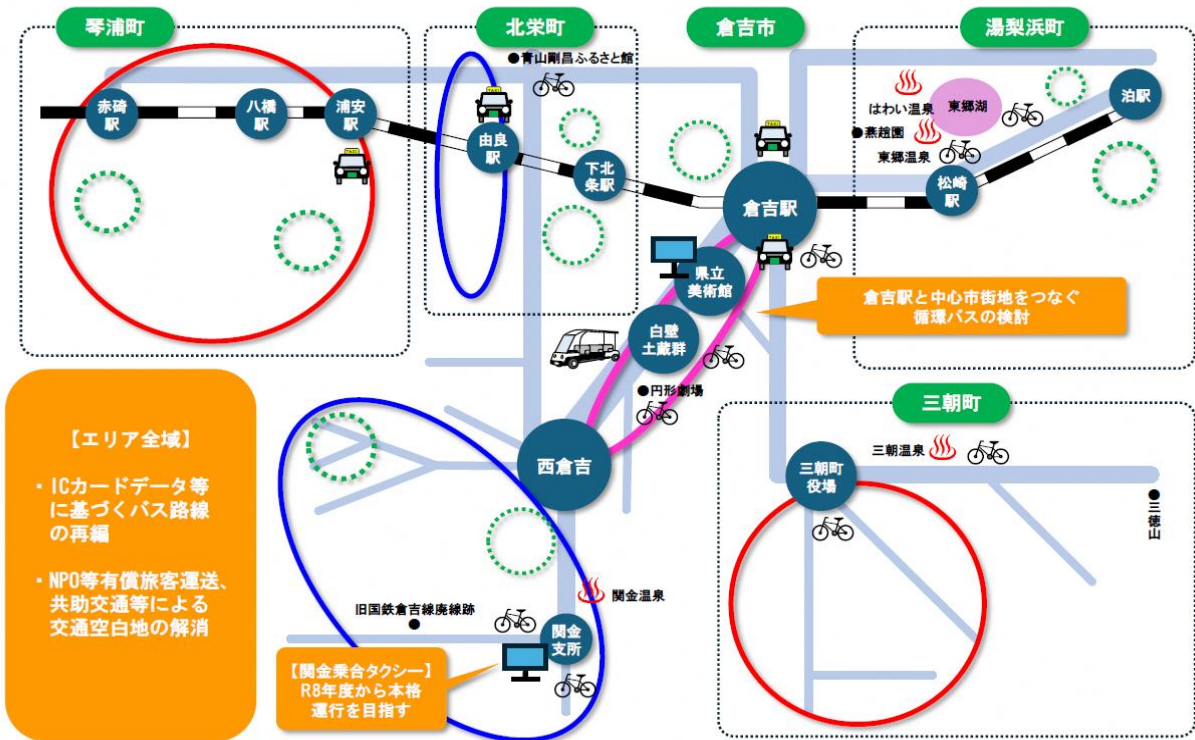 琴浦町
北栄町
倉吉市
湯梨浜町
●青山剛昌ふるさと館
TAXI
赤碕
駅
八橋
駅
浦安
駅
TAXI
由良
駅
下北
条駅
TAXI
倉吉駅
TAXI
はわい温泉
東郷湖
●燕趙園
東郷温泉
松崎
駅
泊駅
県立
美術館
白壁
土蔵群
●円形劇場
倉吉駅と中心市街地をつなぐ
循環バスの検討
西倉吉
三朝町
三朝温泉
三朝町
役場
●三徳山
【エリア全域】
・ICカードデータ等
に基づくバス路線
の再編
・NPO等有償旅客運送、
共助交通等による
交通空白地の解消
関金温泉
旧国鉄倉吉線廃線跡
●
関金
支所
【関金乗合タクシー】
R8年度から本格
運行を目指す